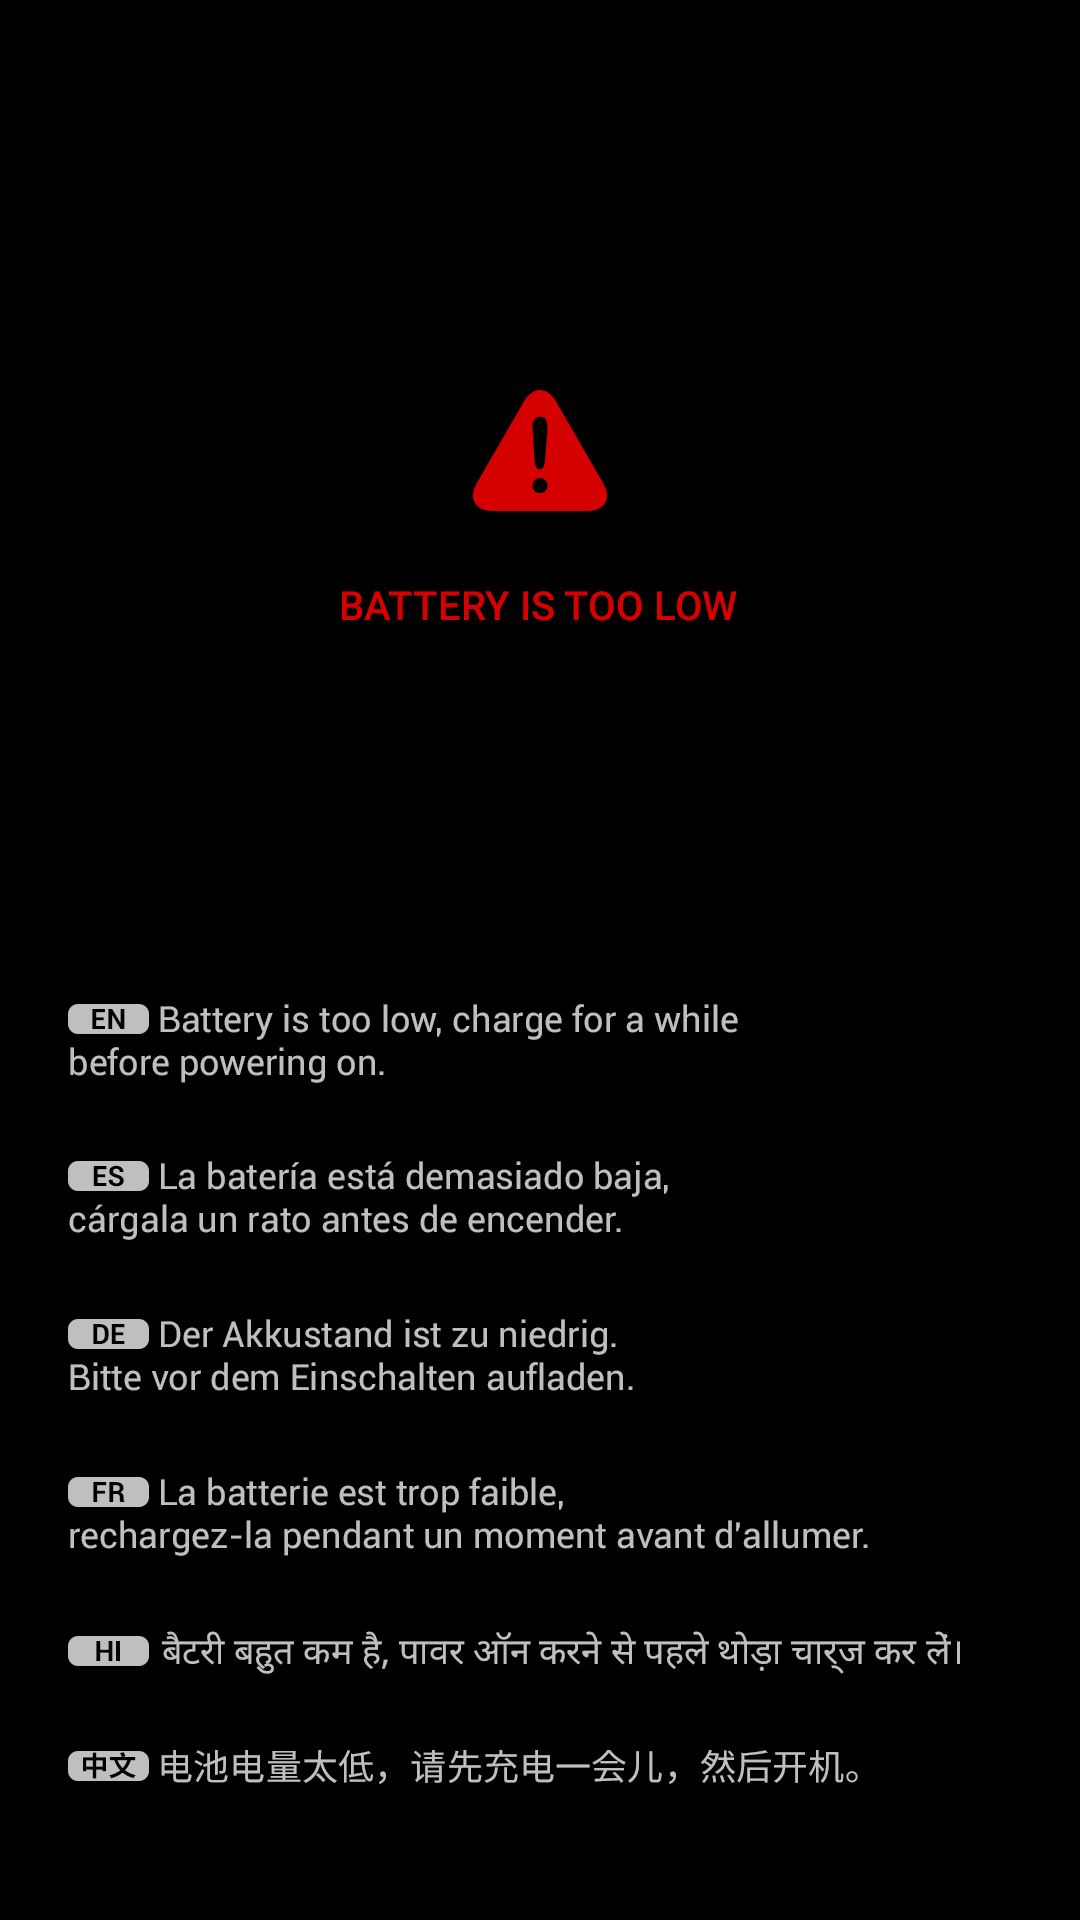 BATTERY IS TOO LOW
EN Battery is too low, charge for a while
before powering on.
ES La batería está demasiado baja,
cárgala un rato antes de encender.
DE Der Akkustand ist zu niedrig.
Bitte vor dem Einschalten aufladen.
FR La batterie est trop faible,
rechargez-la pendant un moment avant d'allumer.
HI बैटरी बहुत कम है, पावर ऑन करने से पहले थोड़ा चार्ज कर लें।
中文 电池电量太低，请先充电一会儿，然后开机。